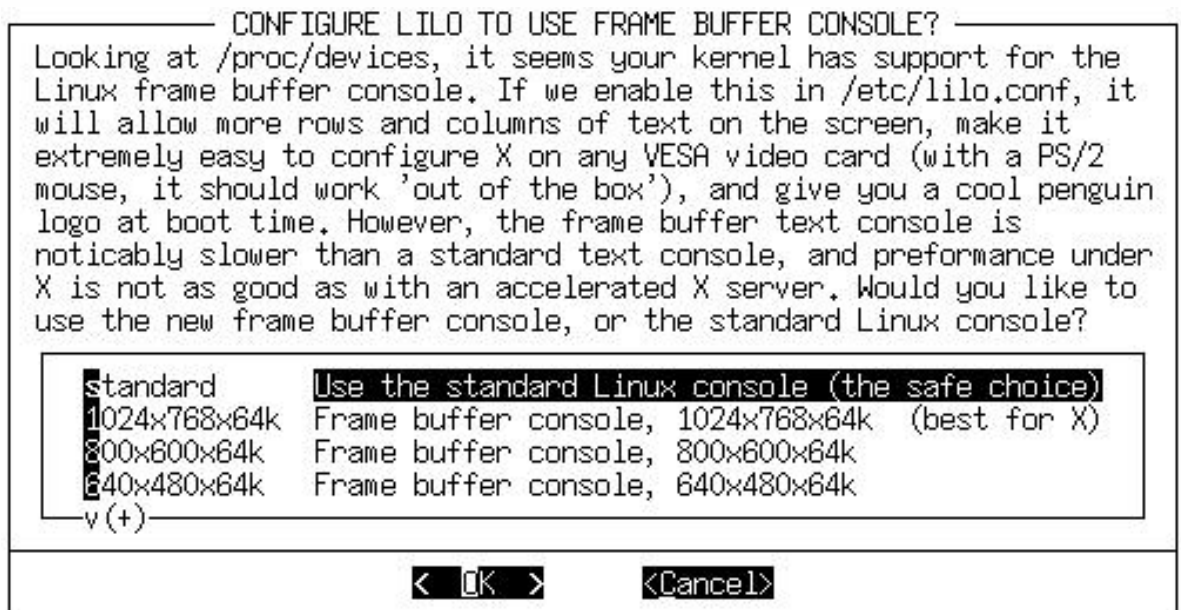 CONFIGURE LILO TO USE FRAME BUFFER CONSOLE?
Looking at /proc/devices, it seems your kernel has support for the
Linux frame buffer console. If we enable this in /etc/lilo.conf, it
will allow more rows and columns of text on the screen, make it
extremely easy to configure X on any VESA video card (with a PS/2
mouse, it should work 'out of the box'), and give you a cool penguin
logo at boot time. However, the frame buffer text console is
noticably slower than a standard text console, and preformance under
X is not as good as with an accelerated X server. Would you like to
use the new frame buffer console, or the standard Linux console?
standard Use the standard Linux console (the safe choice)
1024x768x64k Frame buffer console, 1024x768x64k (best for X)
800x600x64k Frame buffer console, 800x600x64k
640x480x64k Frame buffer console, 640x480x64k
v(+)
< OK > <Cancel>